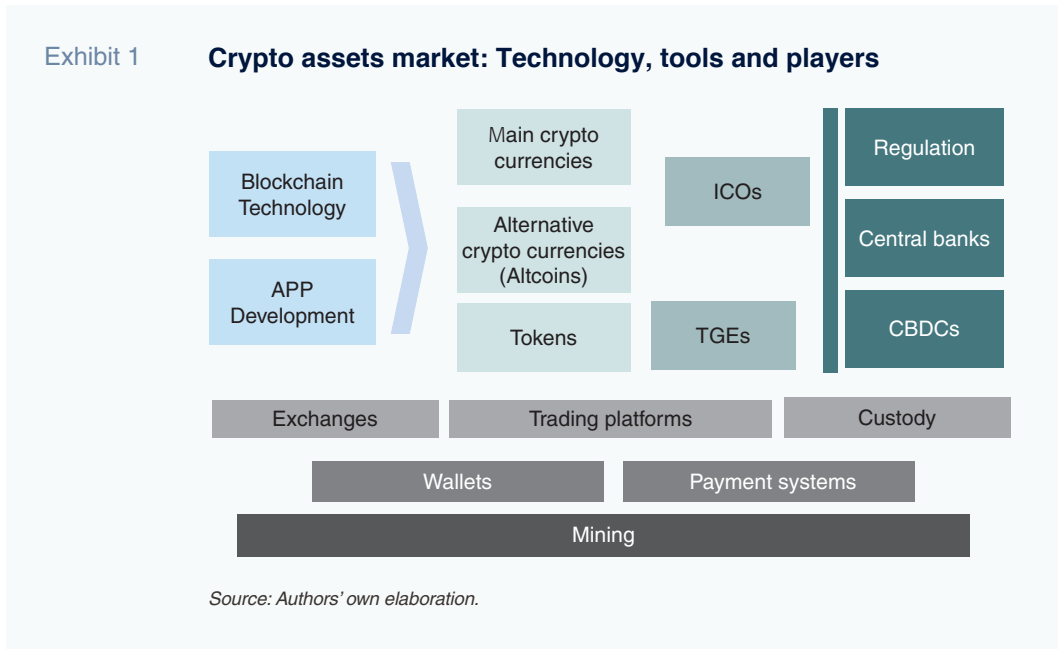 Exhibit 1
Crypto assets market: Technology, tools and players
Blockchain
Technology
APP
Development
Main crypto
currencies
Alternative
crypto currencies
(Altcoins)
Tokens
ICOs
TGEs
Regulation
Central banks
CBDCs
Exchanges
Trading platforms
Custody
Wallets
Payment systems
Mining
Source: Authors' own elaboration.